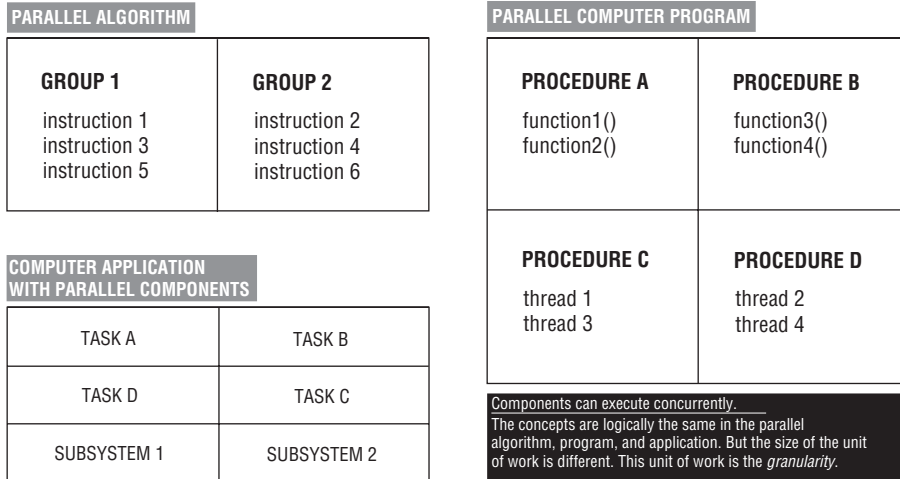 PARALLEL ALGORITHM
GROUP 1
instruction 1
instruction 3
instruction 5
GROUP 2
instruction 2
instruction 4
instruction 6
COMPUTER APPLICATION
WITH PARALLEL COMPONENTS
TASK A
TASK B
TASK D
TASK C
SUBSYSTEM 1
SUBSYSTEM 2
PARALLEL COMPUTER PROGRAM
PROCEDURE A
function1()
function2()
PROCEDURE B
function3()
function4()
PROCEDURE C
thread 1
thread 3
PROCEDURE D
thread 2
thread 4
Components can execute concurrently.
The concepts are logically the same in the parallel
algorithm, program, and application. But the size of the unit
of work is different. This unit of work is the granularity.